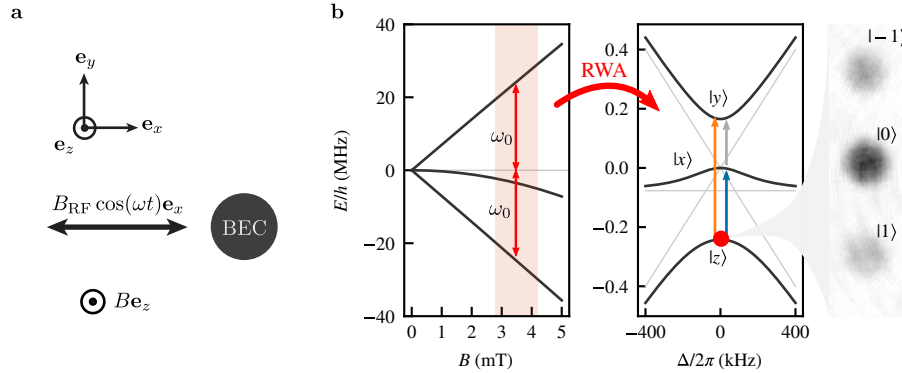 a
e_y
e_x
e_z
B_RF cos(ωt)e_x
BEC
Be_z
b
E/h (MHz)
40
20
0
−20
−40
ω_0
ω_0
0 1 2 3 4 5
B (mT)
RWA
0.4
0.2
0.0
−0.2
−0.4
|y⟩
|x⟩
|z⟩
−400 0 400
Δ/2π (kHz)
|−1⟩
|0⟩
|1⟩